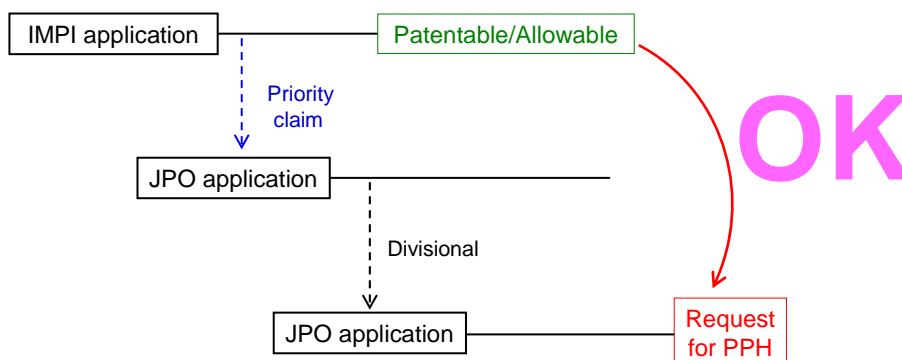 IMPI application
Patentable/Allowable
Priority
claim
OK
JPO application
Divisional
JPO application
Request
for PPH